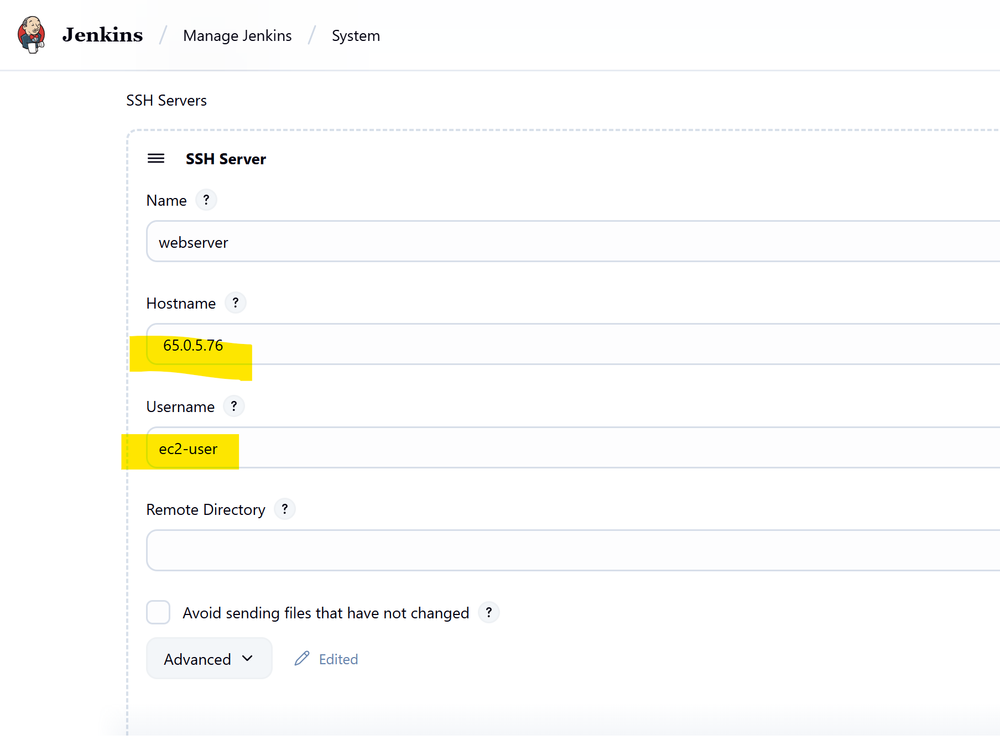 Jenkins / Manage Jenkins / System
SSH Servers
SSH Server
Name ?
webserver
Hostname ?
65.0.5.76
Username ?
ec2-user
Remote Directory ?
Avoid sending files that have not changed ?
Advanced
Edited